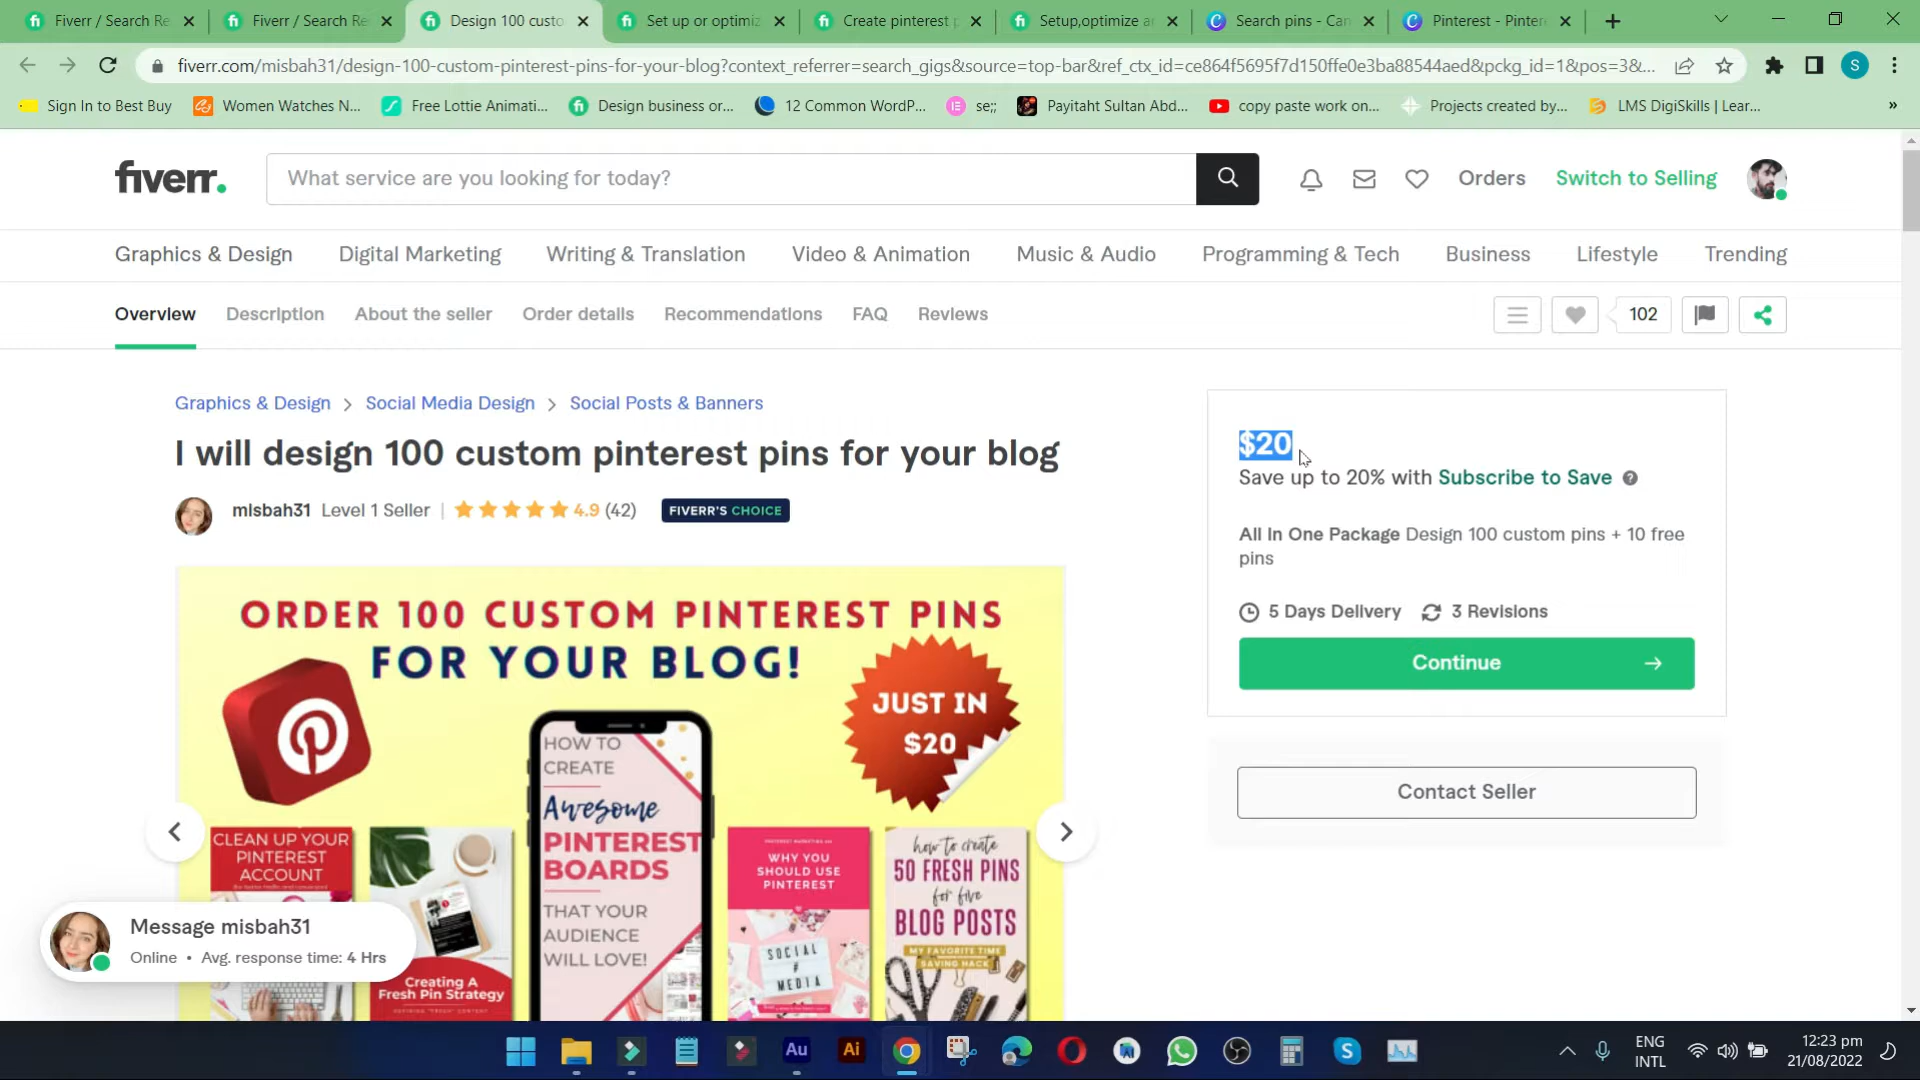 Fiverr / Search Re
Fiverr / Search Re
Design 100 custo
Set up or optimiz
Create pinterest p
Setup,optimize a
Search pins - Can
Pinterest - Pinter
fiverr.com/misbah31/design-100-custom-pinterest-pins-for-your-blog?context_referrer=search_gigs&source=top-bar&ref_ctx_id=ce864f5695f7d150ffe0e3ba88544aed&pckg_id=1&pos=3&...
S
Sign In to Best Buy
Women Watches N...
Free Lottie Animati...
Design business or...
12 Common WordP...
se;;
Payitaht Sultan Abd...
copy paste work on...
Projects created by...
LMS DigiSkills | Lear...
»
fiverr.
What service are you looking for today?
Orders
Switch to Selling
Graphics & Design
Digital Marketing
Writing & Translation
Video & Animation
Music & Audio
Programming & Tech
Business
Lifestyle
Trending
Overview
Description
About the seller
Order details
Recommendations
FAQ
Reviews
102
Graphics & Design > Social Media Design > Social Posts & Banners
I will design 100 custom pinterest pins for your blog
misbah31 Level 1 Seller | 4.9 (42) FIVERR'S CHOICE
$20
Save up to 20% with Subscribe to Save
All In One Package Design 100 custom pins + 10 free
pins
5 Days Delivery 3 Revisions
Continue
Contact Seller
ORDER 100 CUSTOM PINTEREST PINS
FOR YOUR BLOG!
JUST IN
$20
CLEAN UP YOUR
PINTEREST
ACCOUNT
Creating A
Fresh Pin Strategy
HOW TO
CREATE
Awesome
PINTEREST
BOARDS
THAT YOUR
AUDIENCE
WILL LOVE!
WHY YOU
SHOULD USE
PINTEREST
SOCIAL
MEDIA
how to create
50 FRESH PINS
for five
BLOG POSTS
MY FAVORITE TIME
SAVING HACK
Message misbah31
Online • Avg. response time: 4 Hrs
Au
Ai
ENG
INTL
12:23 pm
21/08/2022